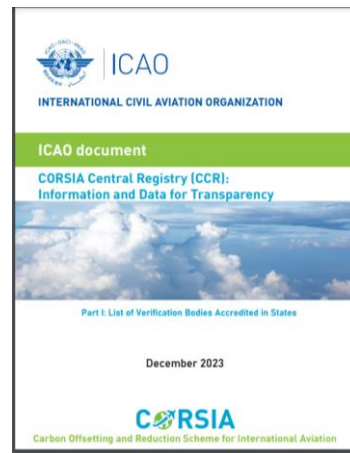 ICAO
INTERNATIONAL CIVIL AVIATION ORGANIZATION
ICAO document
CORSIA Central Registry (CCR):
Information and Data for Transparency
Part I: List of Verification Bodies Accredited in States
December 2023
CORSIA
Carbon Offsetting and Reduction Scheme for International Aviation